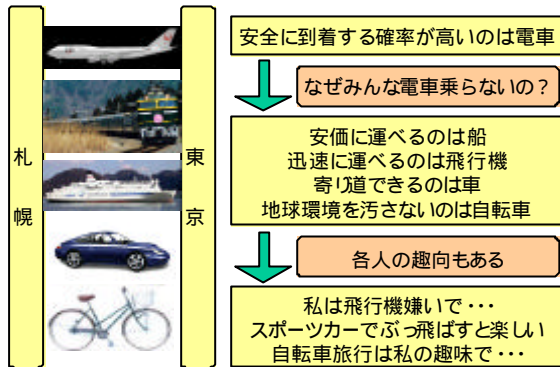 札幌
東京
安全に到着する確率が高いのは電車
なぜみんな電車乗らないの？
安価に運べるのは船
迅速に運べるのは飛行機
寄り道できるのは車
地球環境を汚さないのは自転車
各人の趣向もある
私は飛行機嫌いで・・・
スポーツカーでぶっ飛ばすと楽しい
自転車旅行は私の趣味で・・・